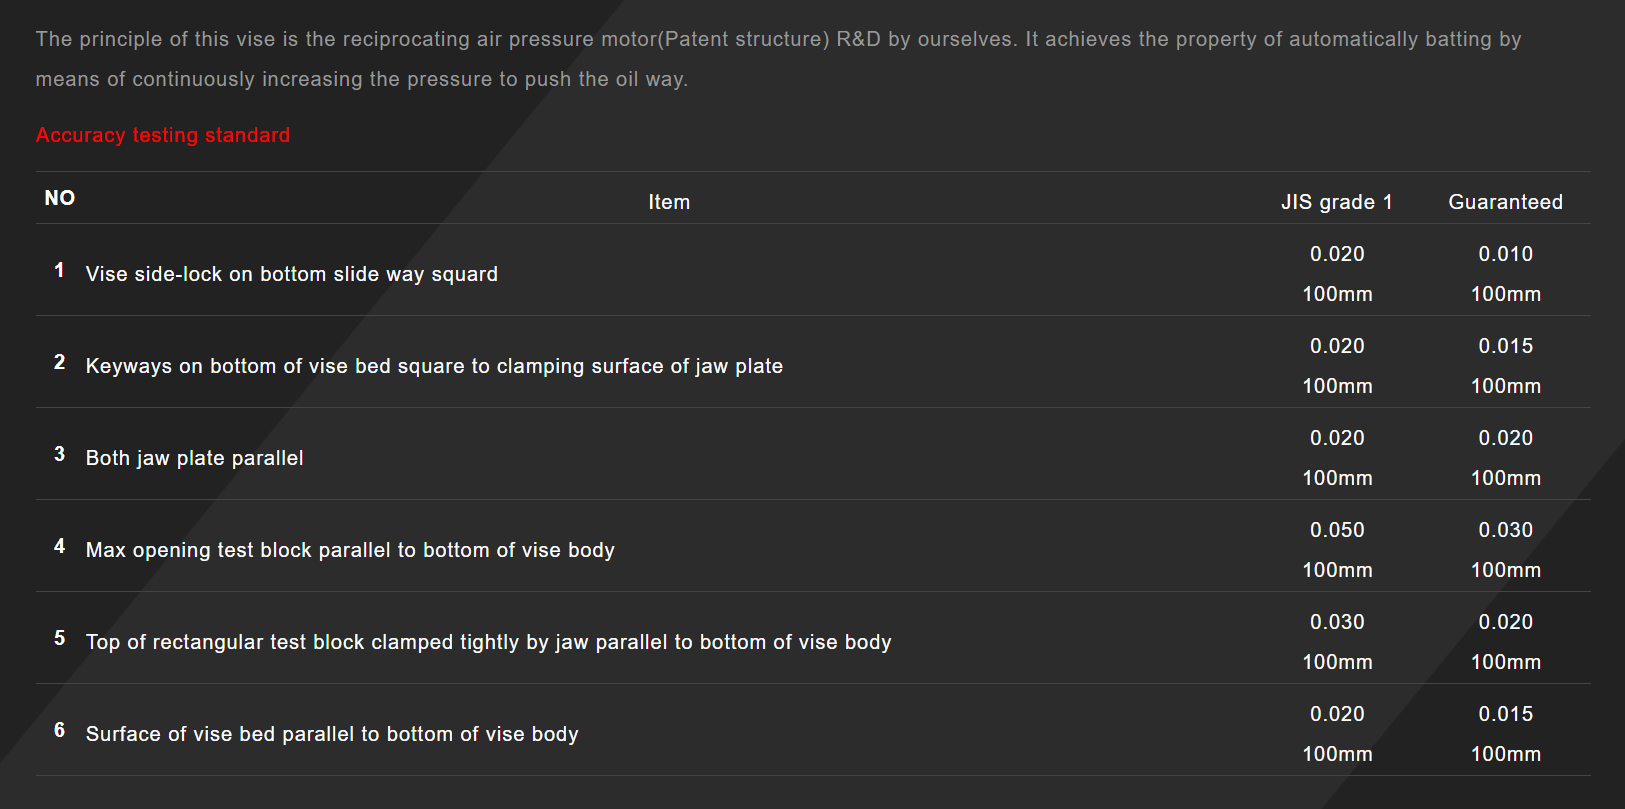 The principle of this vise is the reciprocating air pressure motor(Patent structure) R&D by ourselves. It achieves the property of automatically batting by
means of continuously increasing the pressure to push the oil way.
Accuracy testing standard
NO Item JIS grade 1 Guaranteed
1 Vise side-lock on bottom slide way squard 0.020 0.010
100mm 100mm
2 Keyways on bottom of vise bed square to clamping surface of jaw plate 0.020 0.015
100mm 100mm
3 Both jaw plate parallel 0.020 0.020
100mm 100mm
4 Max opening test block parallel to bottom of vise body 0.050 0.030
100mm 100mm
5 Top of rectangular test block clamped tightly by jaw parallel to bottom of vise body 0.030 0.020
100mm 100mm
6 Surface of vise bed parallel to bottom of vise body 0.020 0.015
100mm 100mm